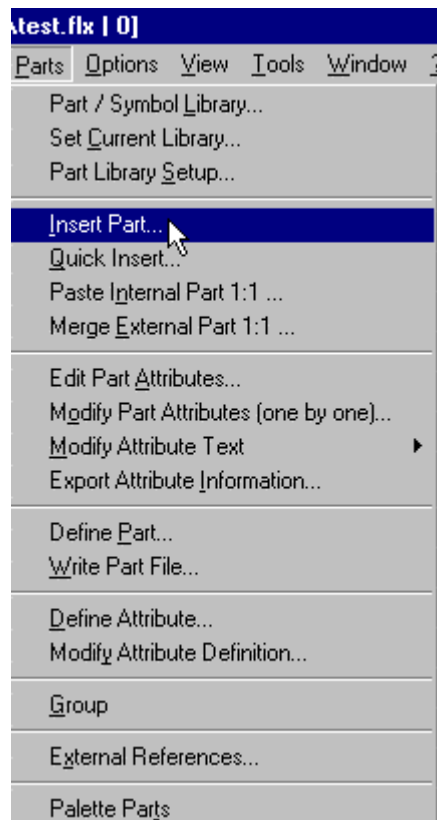 \test.flx | 0]
Parts Options View Tools Window ?
Part / Symbol Library...
Set Current Library...
Part Library Setup...
Insert Part...
Quick Insert...
Paste Internal Part 1:1 ...
Merge External Part 1:1 ...
Edit Part Attributes...
Modify Part Attributes (one by one)...
Modify Attribute Text
Export Attribute Information...
Define Part...
Write Part File...
Define Attribute...
Modify Attribute Definition...
Group
External References...
Palette Parts